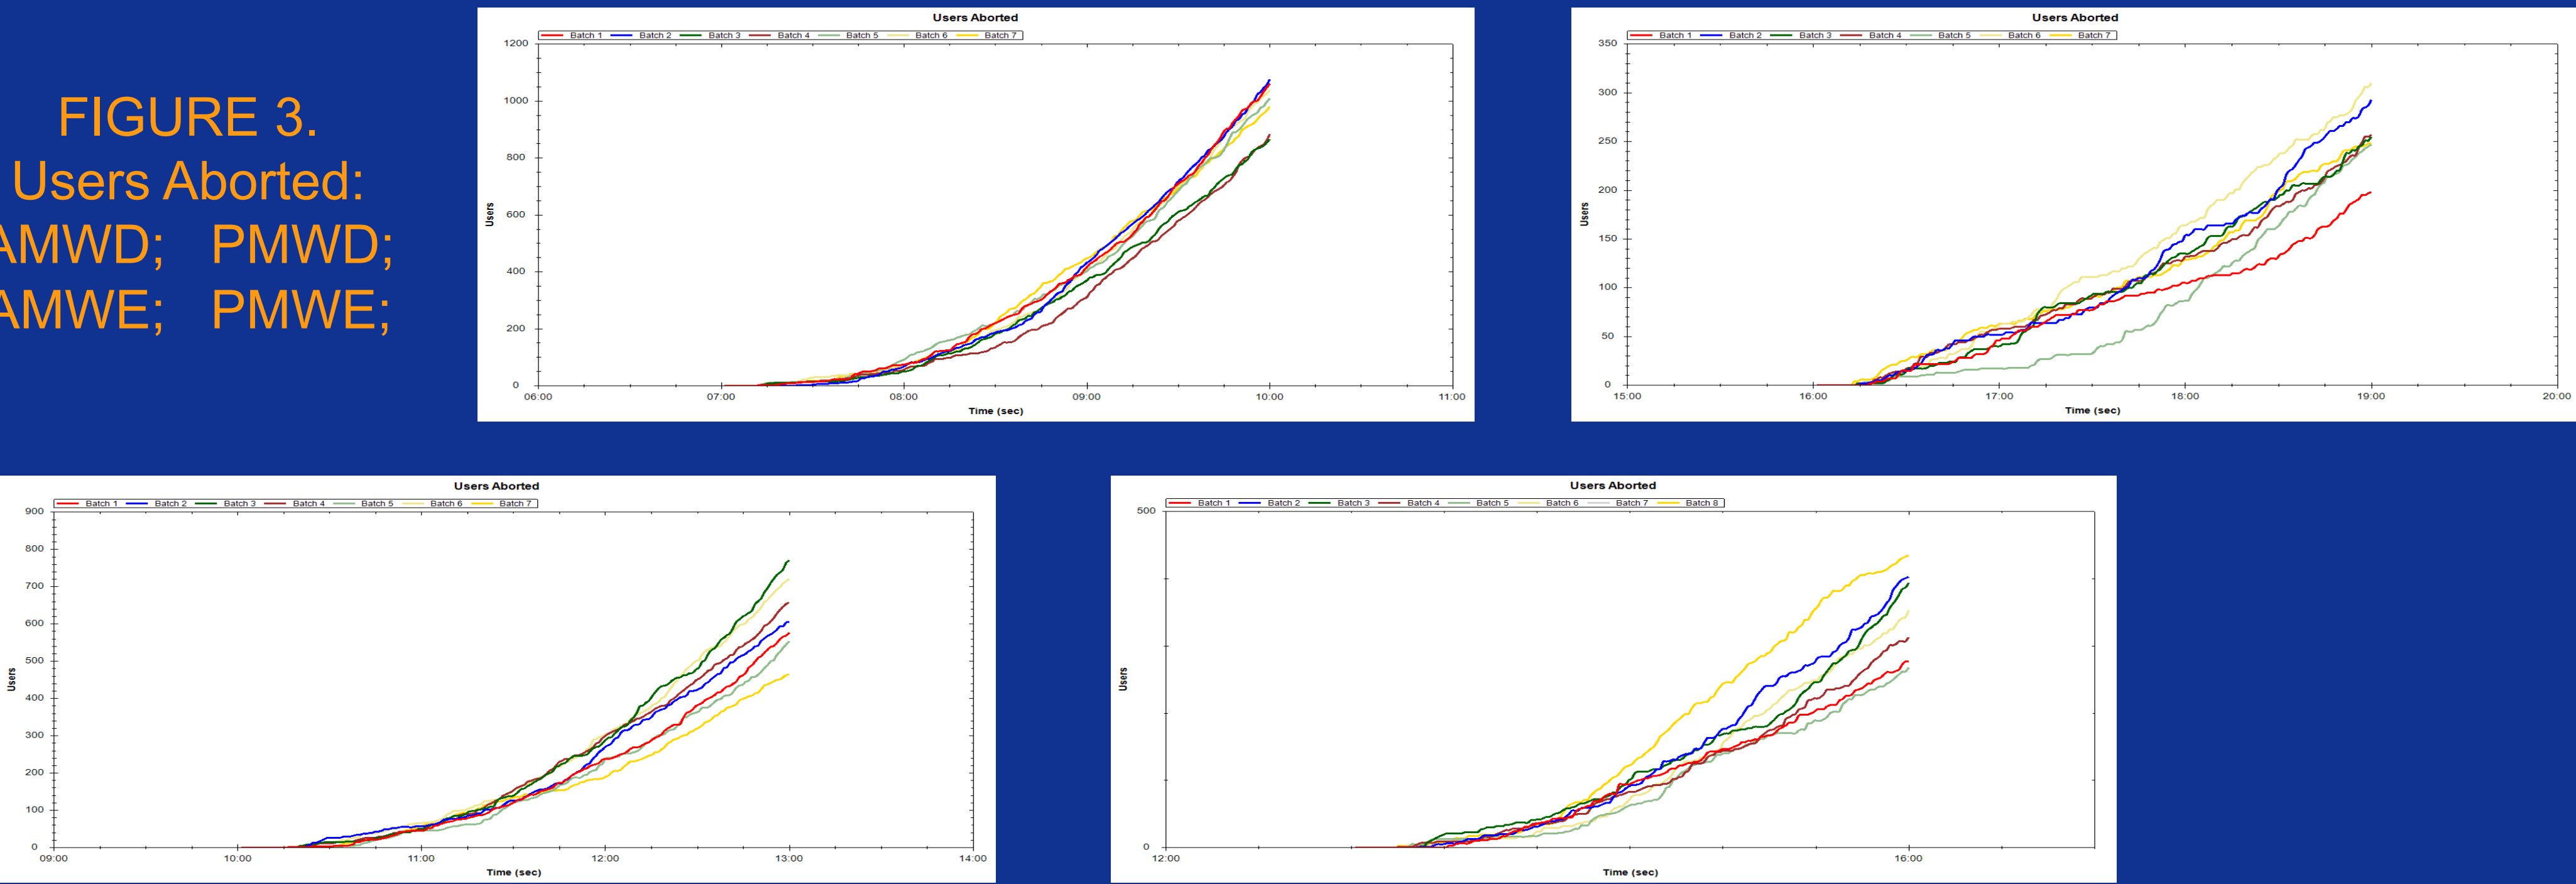 FIGURE 3.
Users Aborted:
AMWD; PMWD;
AMWE; PMWE;
Users Aborted
Batch 1 Batch 2 Batch 3 Batch 4 Batch 5 Batch 6 Batch 7
1200
1000
800
600
400
200
0
Users
06:00 07:00 08:00 09:00 10:00 11:00
Time (sec)
Users Aborted
Batch 1 Batch 2 Batch 3 Batch 4 Batch 5 Batch 6 Batch 7
350
300
250
200
150
100
50
0
Users
15:00 16:00 17:00 18:00 19:00 20:00
Time (sec)
Users Aborted
Batch 1 Batch 2 Batch 3 Batch 4 Batch 5 Batch 6 Batch 7
900
800
700
600
500
400
300
200
100
0
Users
09:00 10:00 11:00 12:00 13:00 14:00
Time (sec)
Users Aborted
Batch 1 Batch 2 Batch 3 Batch 4 Batch 5 Batch 6 Batch 7 Batch 8
500
0
Users
12:00 16:00
Time (sec)